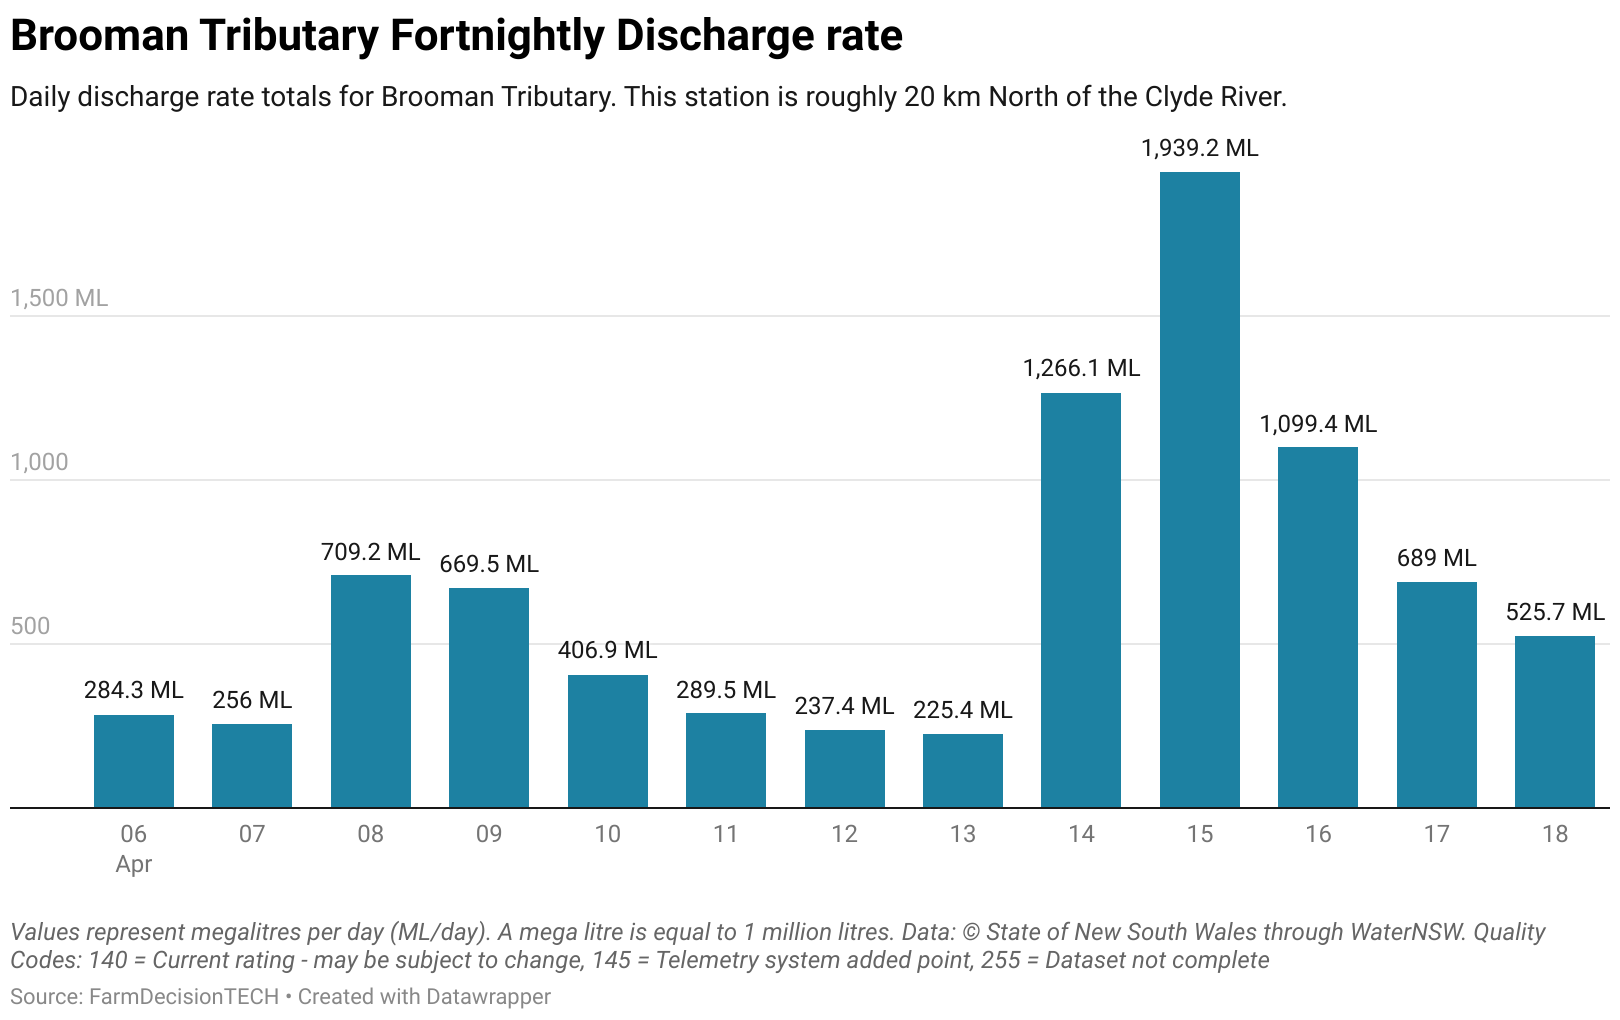 Brooman Tributary Fortnightly Discharge rate
Daily discharge rate totals for Brooman Tributary. This station is roughly 20 km North of the Clyde River.
1,939.2 ML
1,500 ML
1,266.1 ML
1,099.4 ML
1,000
709.2 ML
669.5 ML
689 ML
525.7 ML
500
406.9 ML
284.3 ML
256 ML
289.5 ML
237.4 ML
225.4 ML
06 07 08 09 10 11 12 13 14 15 16 17 18
Apr
Values represent megalitres per day (ML/day). A mega litre is equal to 1 million litres. Data: © State of New South Wales through WaterNSW. Quality
Codes: 140 = Current rating - may be subject to change, 145 = Telemetry system added point, 255 = Dataset not complete
Source: FarmDecisionTECH • Created with Datawrapper